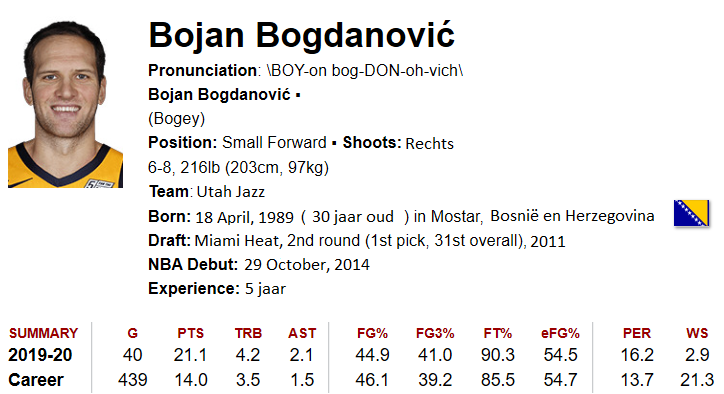 Bojan Bogdanović
Pronunciation: \BOY-on bog-DON-oh-vich\
Bojan Bogdanović ▪
(Bogey)
Position: Small Forward ▪ Shoots: Rechts
6-8, 216lb (203cm, 97kg)
Team: Utah Jazz
Born: 18 April, 1989 ( 30 jaar oud ) in Mostar, Bosnië en Herzegovina
Draft: Miami Heat, 2nd round (1st pick, 31st overall), 2011
NBA Debut: 29 October, 2014
Experience: 5 jaar
SUMMARY G PTS TRB AST FG% FG3% FT% eFG% PER WS
2019-20 40 21.1 4.2 2.1 44.9 41.0 90.3 54.5 16.2 2.9
Career 439 14.0 3.5 1.5 46.1 39.2 85.5 54.7 13.7 21.3